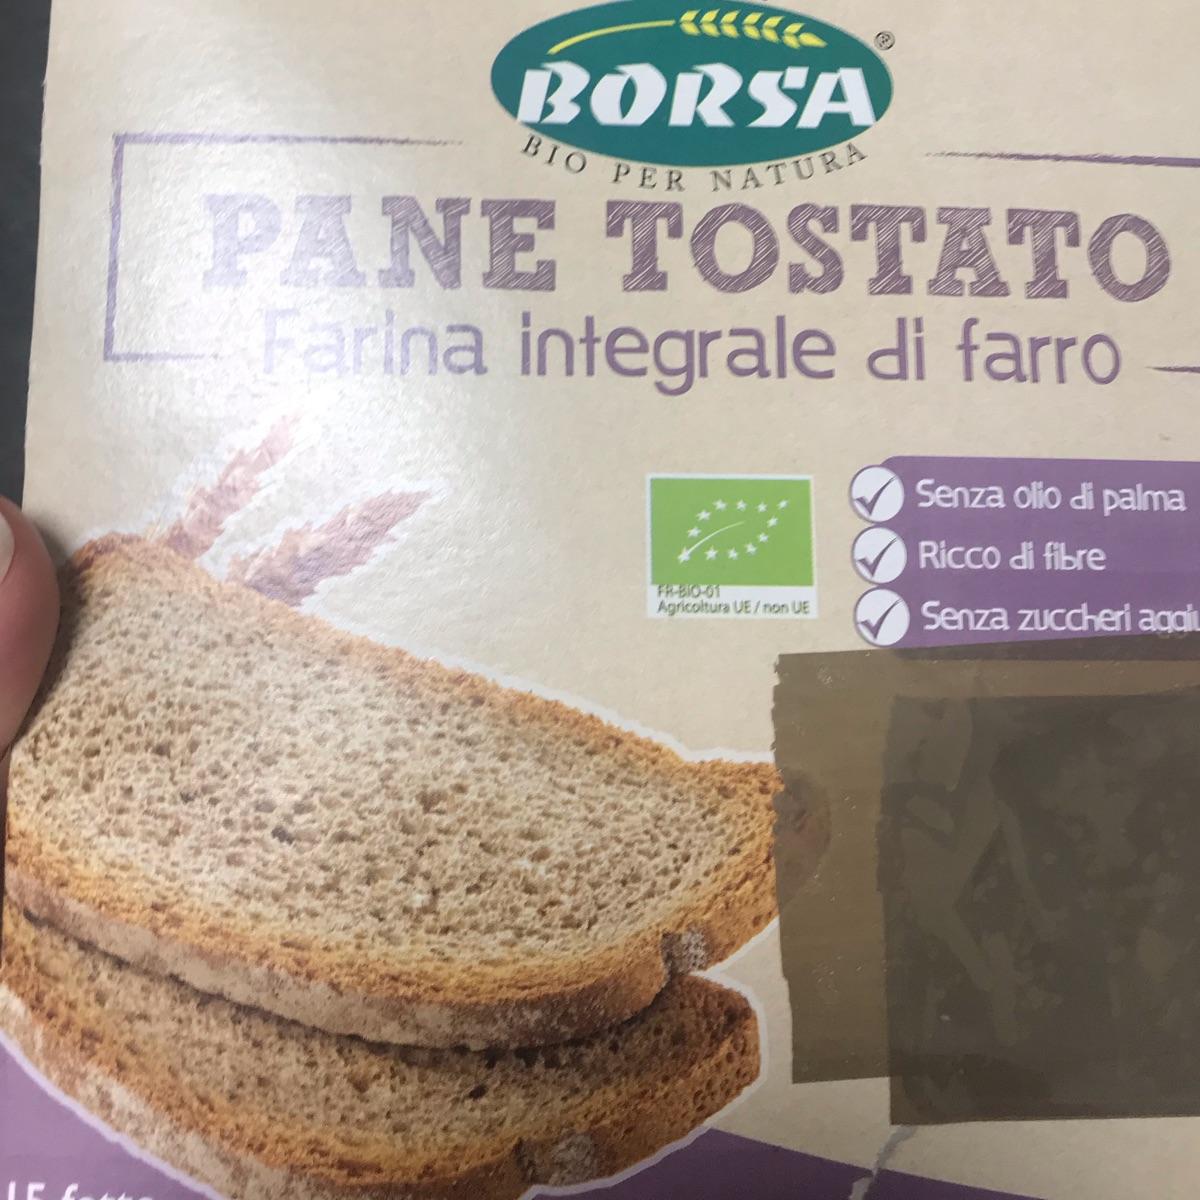 BORSA ®
BIO PER NATURA
PANE TOSTATO
Farina integrale di farro
Senza olio di palma
Ricco di fibre
Senza zuccheri aggiu
FR-BIO-01
Agricoltura UE / non UE